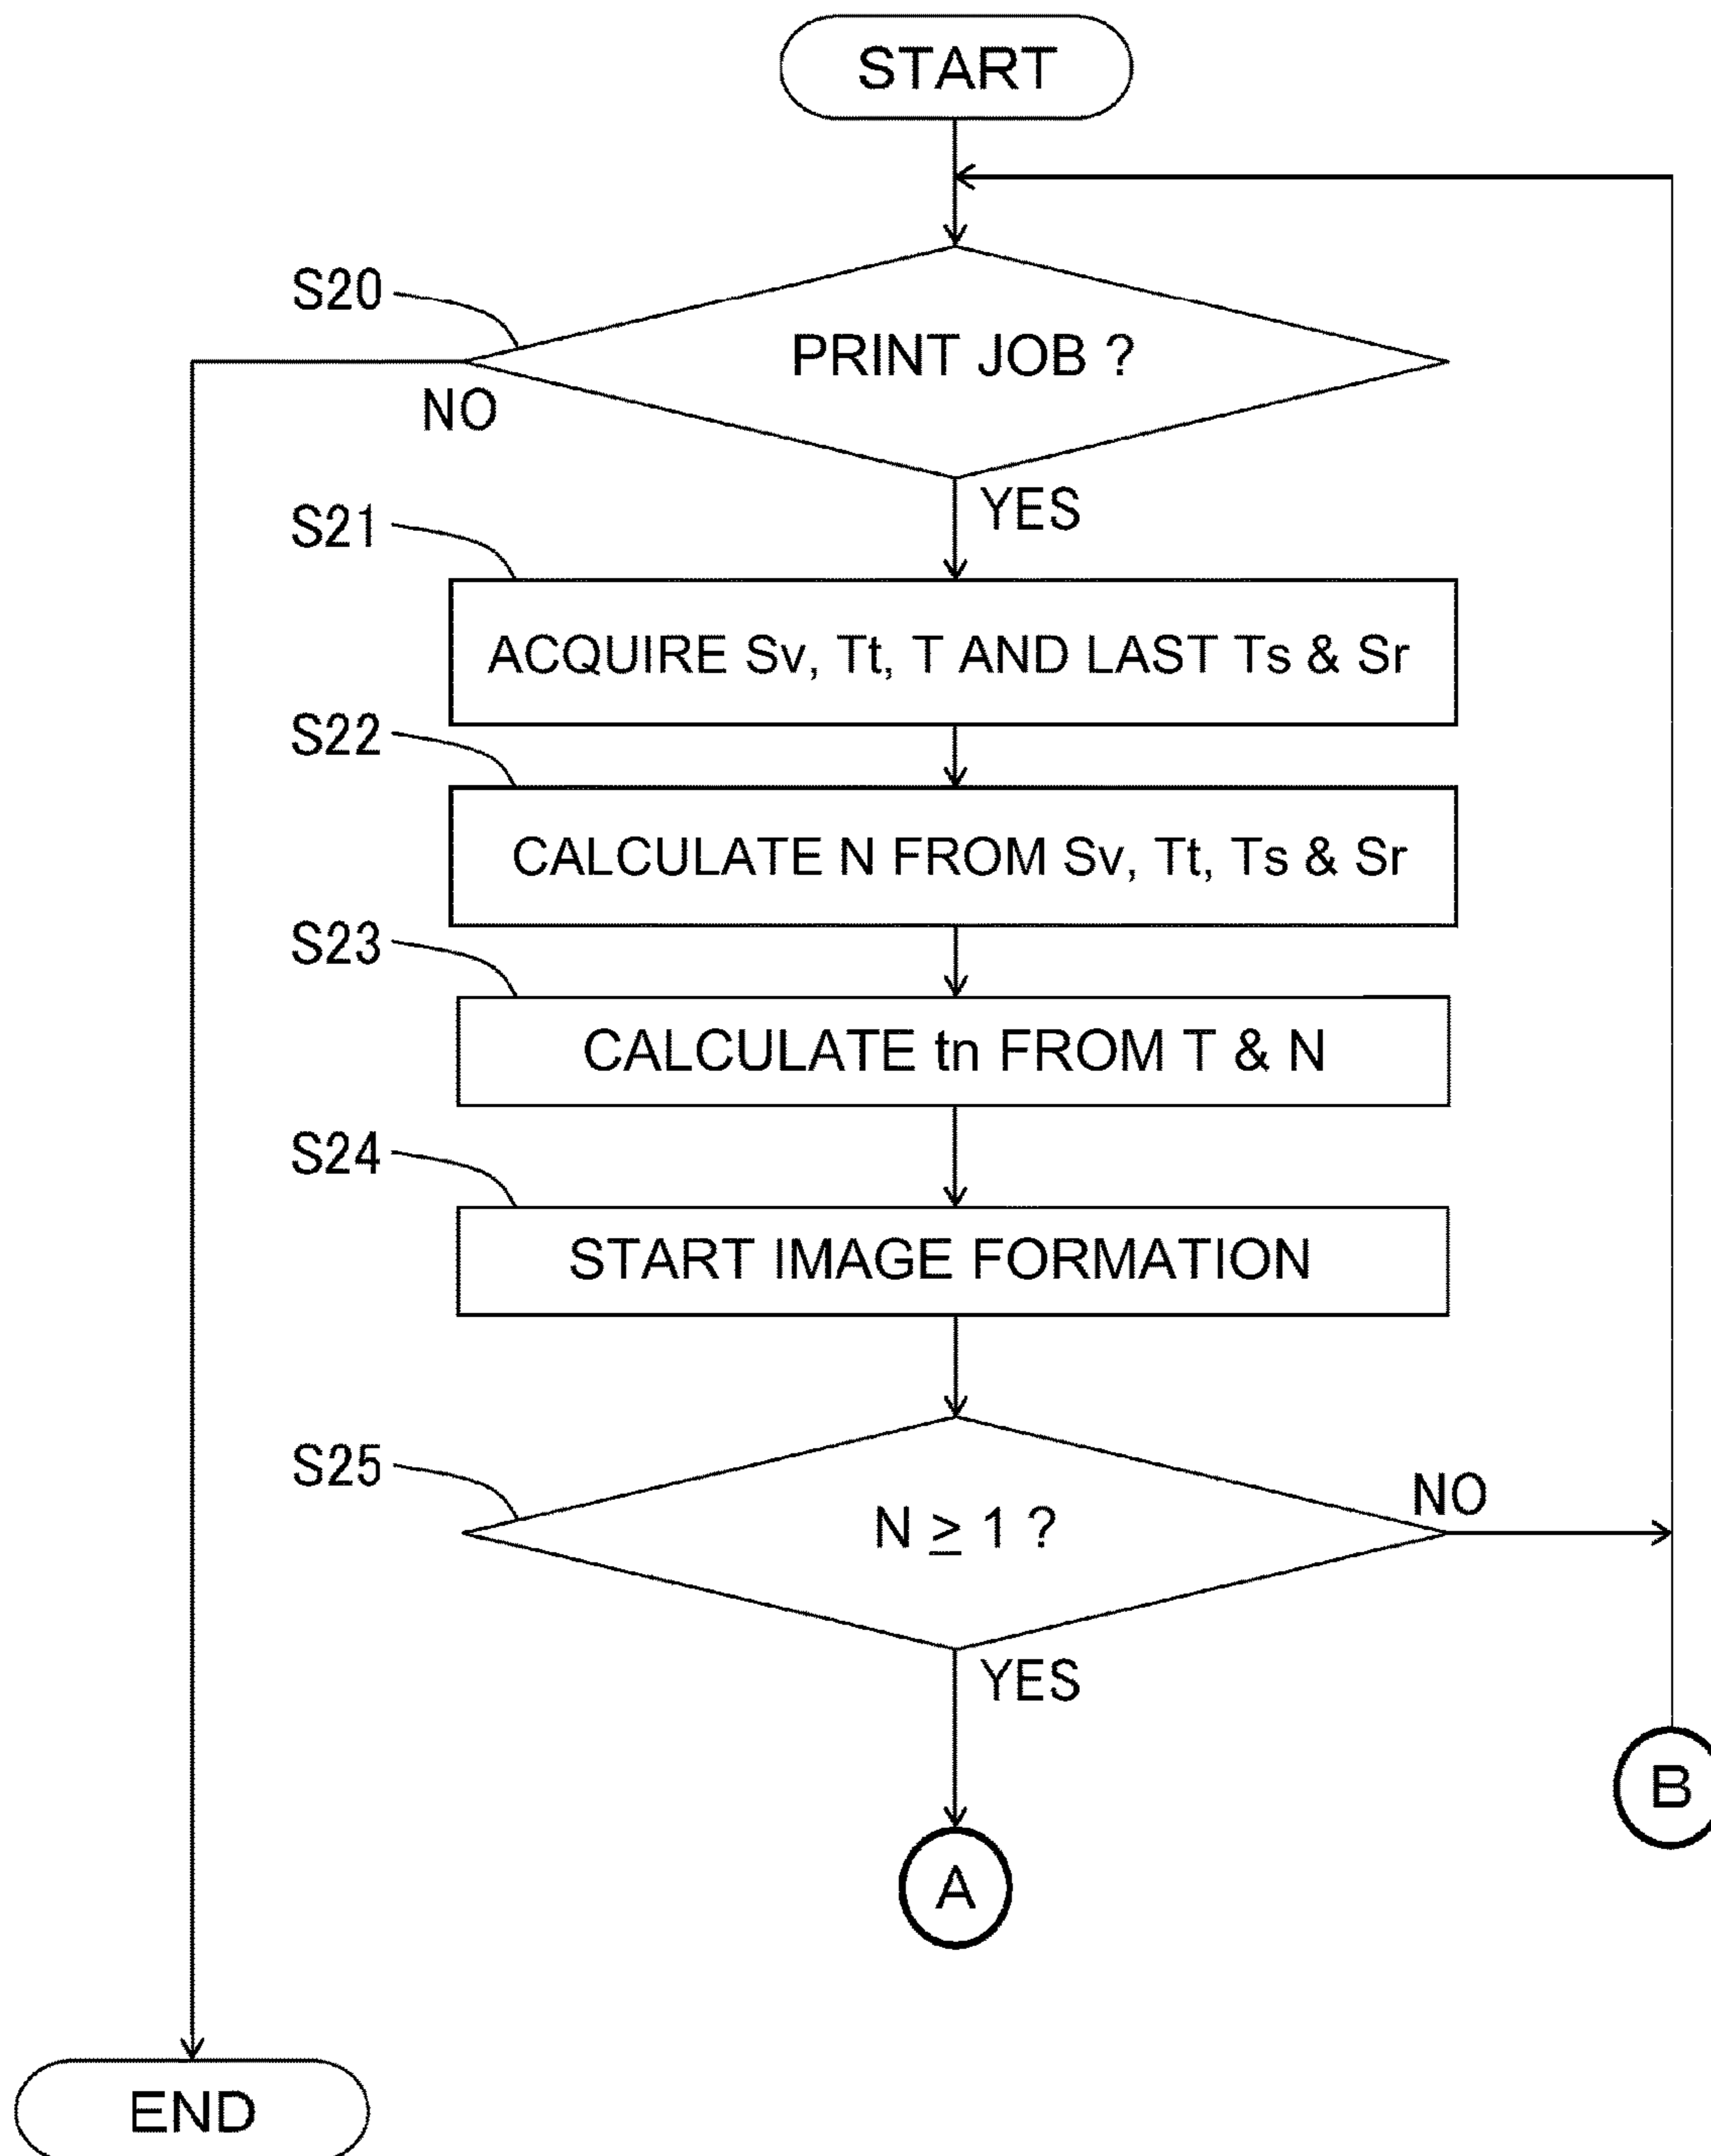 START
S20
PRINT JOB ?
NO
YES
S21
ACQUIRE Sv, Tt, T AND LAST Ts & Sr
S22
CALCULATE N FROM Sv, Tt, Ts & Sr
S23
CALCULATE tn FROM T & N
S24
START IMAGE FORMATION
S25
N ≥ 1 ?
NO
YES
B
A
END